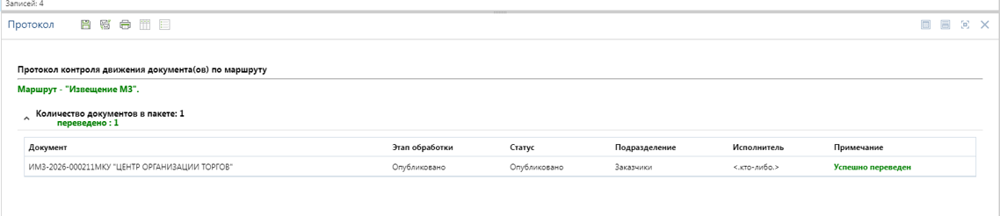 Записей: 4
Протокол
Протокол контроля движения документа(ов) по маршруту
Маршрут - "Извещение МЗ".
Количество документов в пакете: 1
переведено : 1
Документ Этап обработки Статус Подразделение Исполнитель Примечание
ИМЗ-2026-000211МКУ "ЦЕНТР ОРГАНИЗАЦИИ ТОРГОВ" Опубликовано Опубликовано Заказчики <.кто-либо.> Успешно переведен